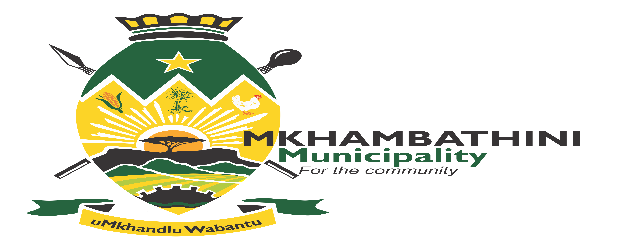 MKHAMBATHINI
Municipality
For the community
uMkhandlu Wabantu